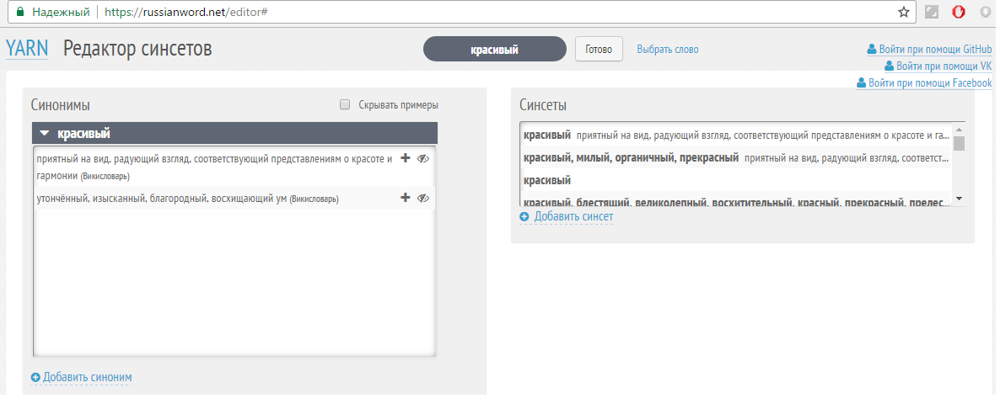 Надежный https://russianword.net/editor#
YARN Редактор синсетов красивый Готово Выбрать слово Войти при помощи GitHub
Войти при помощи VK
Войти при помощи Facebook
Синонимы Скрывать примеры
красивый
приятный на вид, радующий взгляд, соответствующий представлениям о красоте и
гармонии (Викисловарь)
утончённый, изысканный, благородный, восхищающий ум (Викисловарь)
Добавить синоним
Синсеты
красивый приятный на вид, радующий взгляд, соответствующий представлениям о красоте и га...
красивый, милый, органичный, прекрасный приятный на вид, радующий взгляд, соответст...
красивый
красивый, блестящий, великолепный, восхитительный, красный, прекрасный, прелес...
Добавить синсет